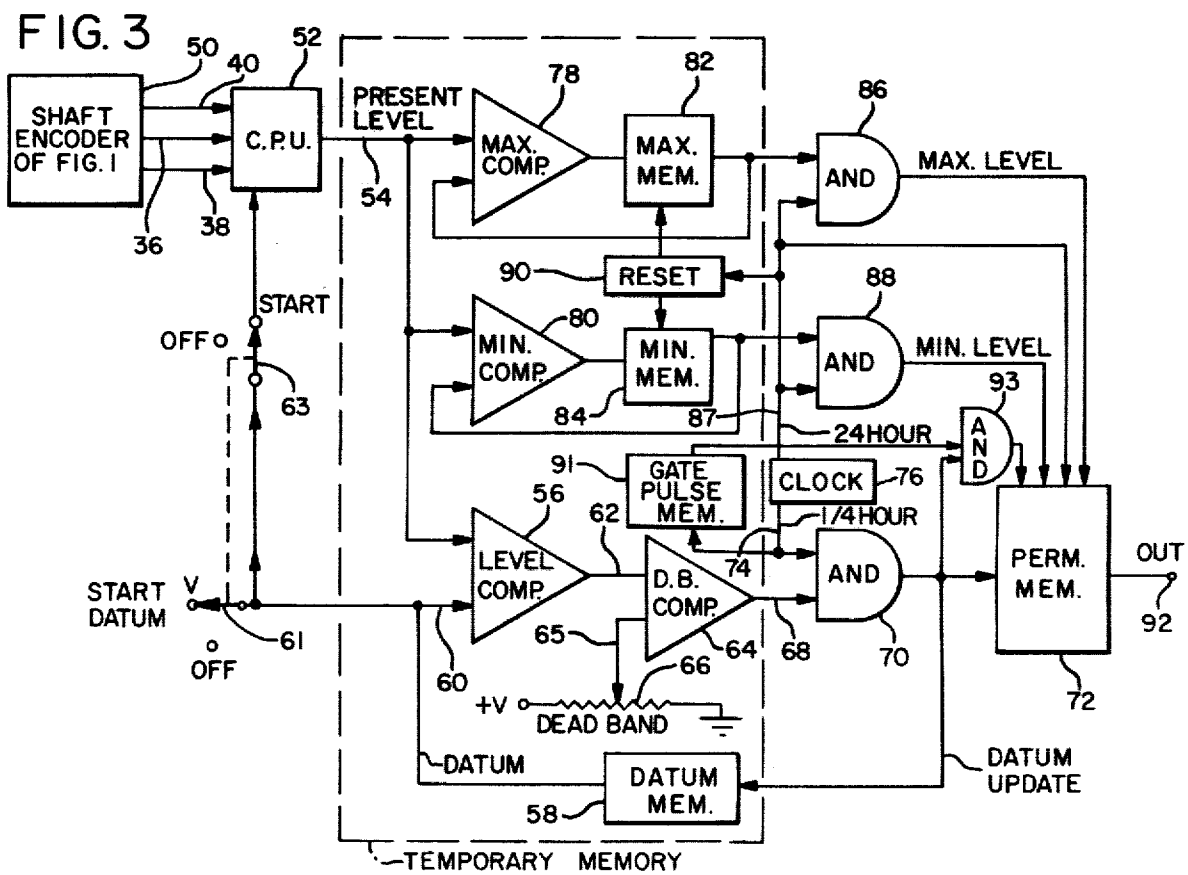 FIG. 3
50
40
52
SHAFT
ENCODER
OF FIG. 1
C.P.U.
36
38
PRESENT
LEVEL
54
78
MAX.
COMP.
82
MAX.
MEM.
86
AND
MAX. LEVEL
90
RESET
START
OFF
63
80
MIN.
COMP.
MIN.
MEM.
84
88
AND
MIN. LEVEL
87
93
AND
24 HOUR
91
GATE
PULSE
MEM.
CLOCK
76
1/4 HOUR
74
56
LEVEL
COMP.
62
D.B.
COMP.
AND
PERM.
MEM.
OUT
92
START
DATUM
V
61
OFF
60
65
64
68
70
72
66
+V
DEAD BAND
DATUM
DATUM
MEM.
58
DATUM
UPDATE
TEMPORARY MEMORY